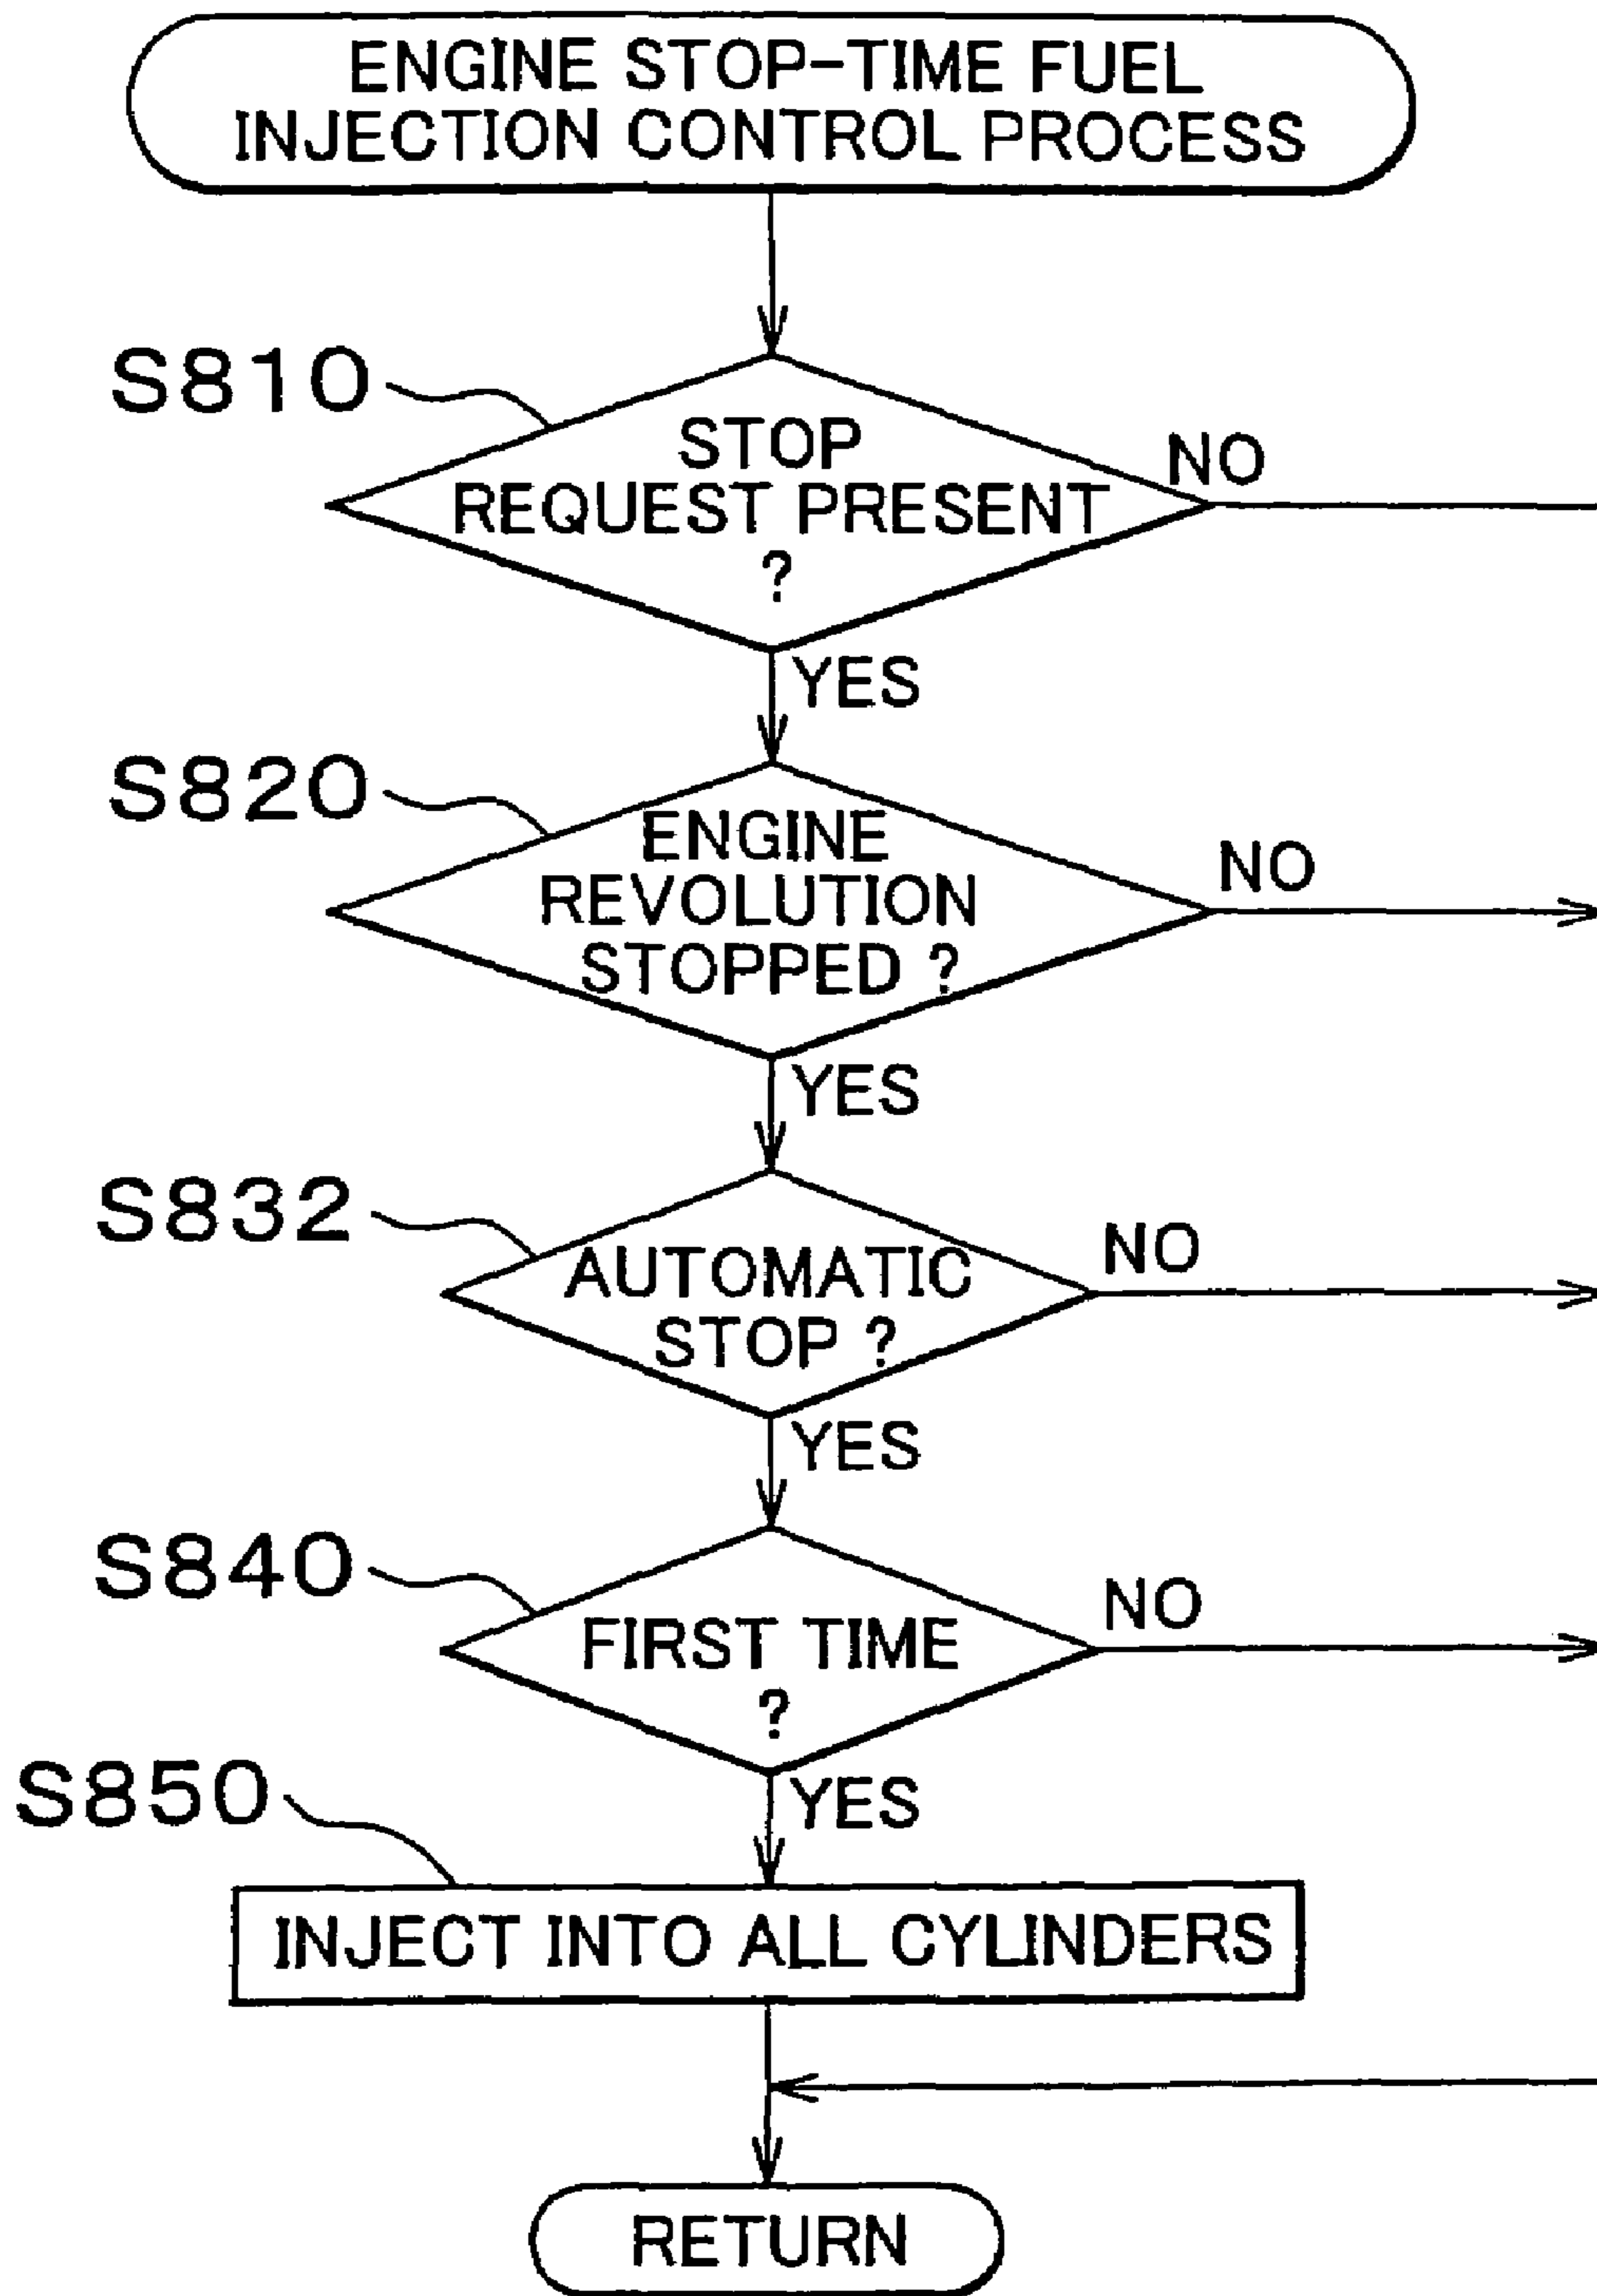 ENGINE STOP-TIME FUEL
INJECTION CONTROL PROCESS
S810
STOP
REQUEST PRESENT
?
NO
YES
S820
ENGINE
REVOLUTION
STOPPED ?
NO
YES
S832
AUTOMATIC
STOP ?
NO
YES
S840
FIRST TIME
?
NO
YES
S850
INJECT INTO ALL CYLINDERS
RETURN